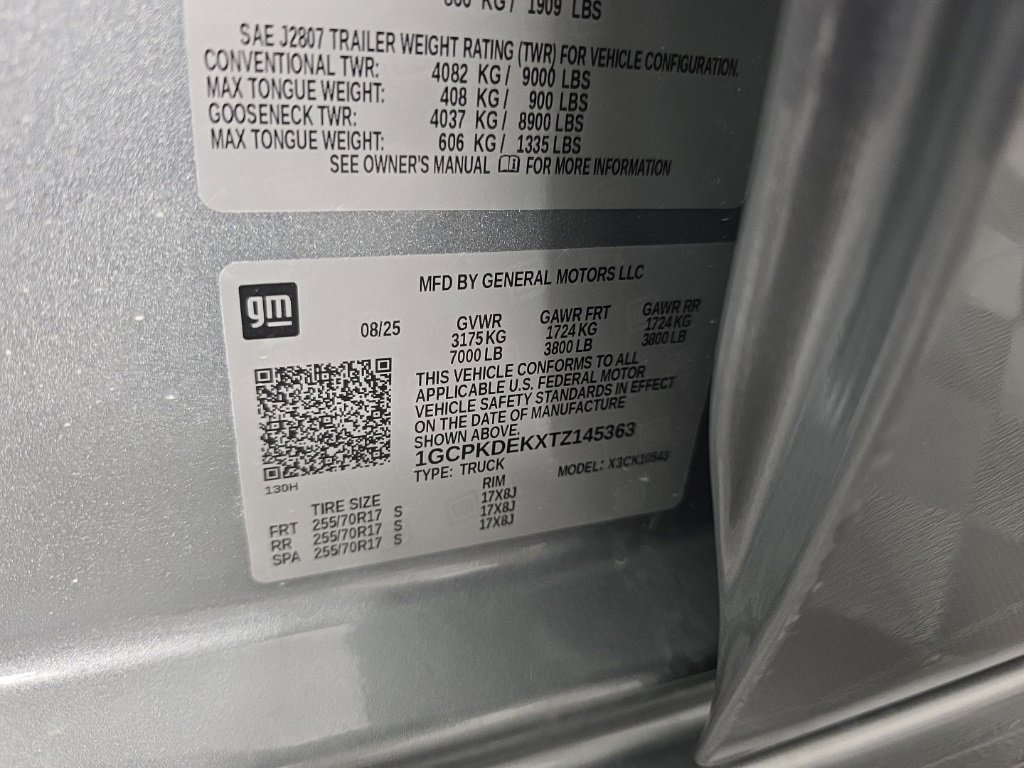 KG/ 1909 LBS
SAE J2807 TRAILER WEIGHT RATING (TWR) FOR VEHICLE CONFIGURATION.
CONVENTIONAL TWR: 4082 KG/ 9000 LBS
MAX TONGUE WEIGHT: 408 KG/ 900 LBS
GOOSENECK TWR: 4037 KG/ 8900 LBS
MAX TONGUE WEIGHT: 606 KG/ 1335 LBS
SEE OWNER'S MANUAL FOR MORE INFORMATION
gm
MFD BY GENERAL MOTORS LLC
08/25
GVWR GAWR FRT GAWR RR
3175 KG 1724 KG 1724 KG
7000 LB 3800 LB 3800 LB
THIS VEHICLE CONFORMS TO ALL
APPLICABLE U.S. FEDERAL MOTOR
VEHICLE SAFETY STANDARDS IN EFFECT
ON THE DATE OF MANUFACTURE
SHOWN ABOVE.
1GCPKDEKXTZ145363
TYPE: TRUCK MODEL: X3CK10543
130H
TIRE SIZE RIM
FRT 255/70R17 S 17X8J
RR 255/70R17 S 17X8J
SPA 255/70R17 S 17X8J